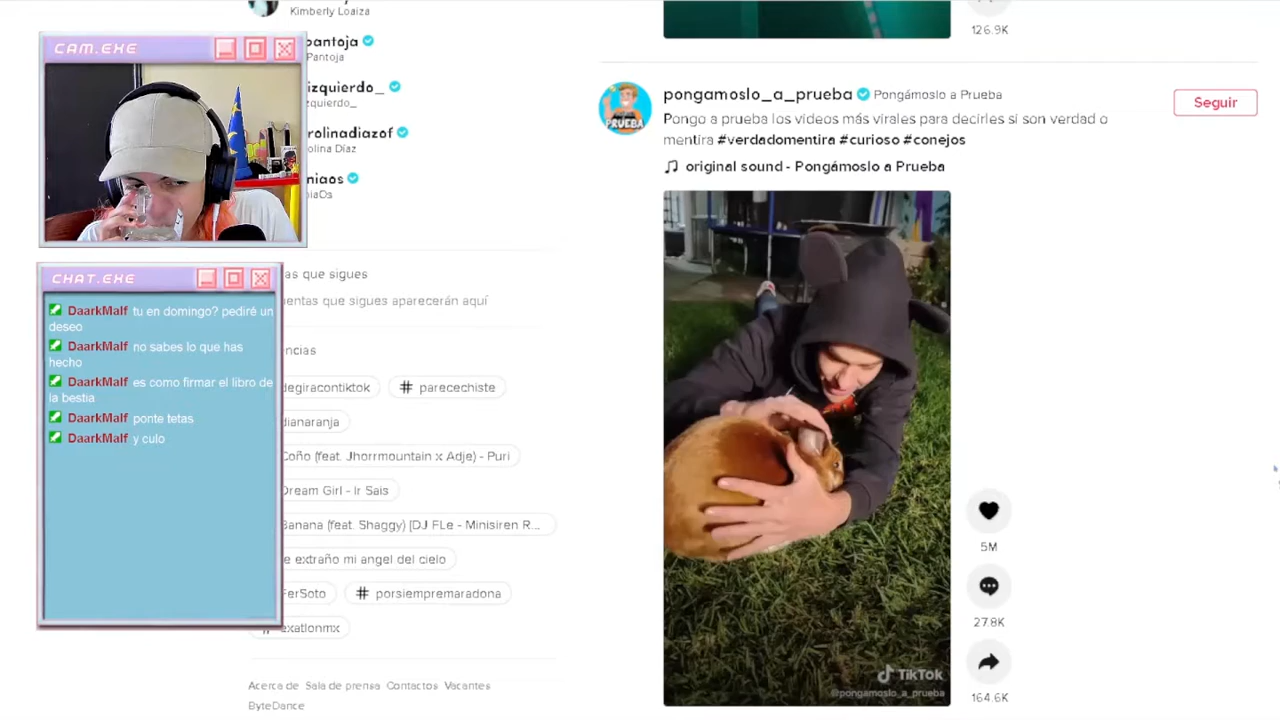 Kimberly Loaiza
pantoja
Pantoja
izquierdo_
zquierdo_
rolinadiazof
olina Díaz
niaos
niaOs
CAM.EXE
CHAT.EXE
DaarkMalf tu en domingo? pediré un
deseo
DaarkMalf no sabes lo que has
hecho
DaarkMalf es como firmar el libro de
la bestia
DaarkMalf ponte tetas
DaarkMalf y culo
as que sigues
entas que sigues aparecerán aquí
encias
degiracontiktok
# parecechiste
dianaranja
Coño (feat. Jhorrmountain x Adje) - Puri
Dream Girl - Ir Sais
Banana (feat. Shaggy) [DJ FLe - Minisiren R...
e extraño mi angel del cielo
FerSoto
# porsiempremaradona
exatlonmx
Acerca de Sala de prensa Contactos Vacantes
ByteDance
126.9K
pongamoslo_a_prueba Pongámoslo a Prueba
Seguir
PRUEBA
Pongo a prueba los videos más virales para decirles si son verdad o
mentira #verdadomentira #curioso #conejos
original sound - Pongámoslo a Prueba
5M
27.8K
164.6K
TikTok
@pongamoslo_a_prueba